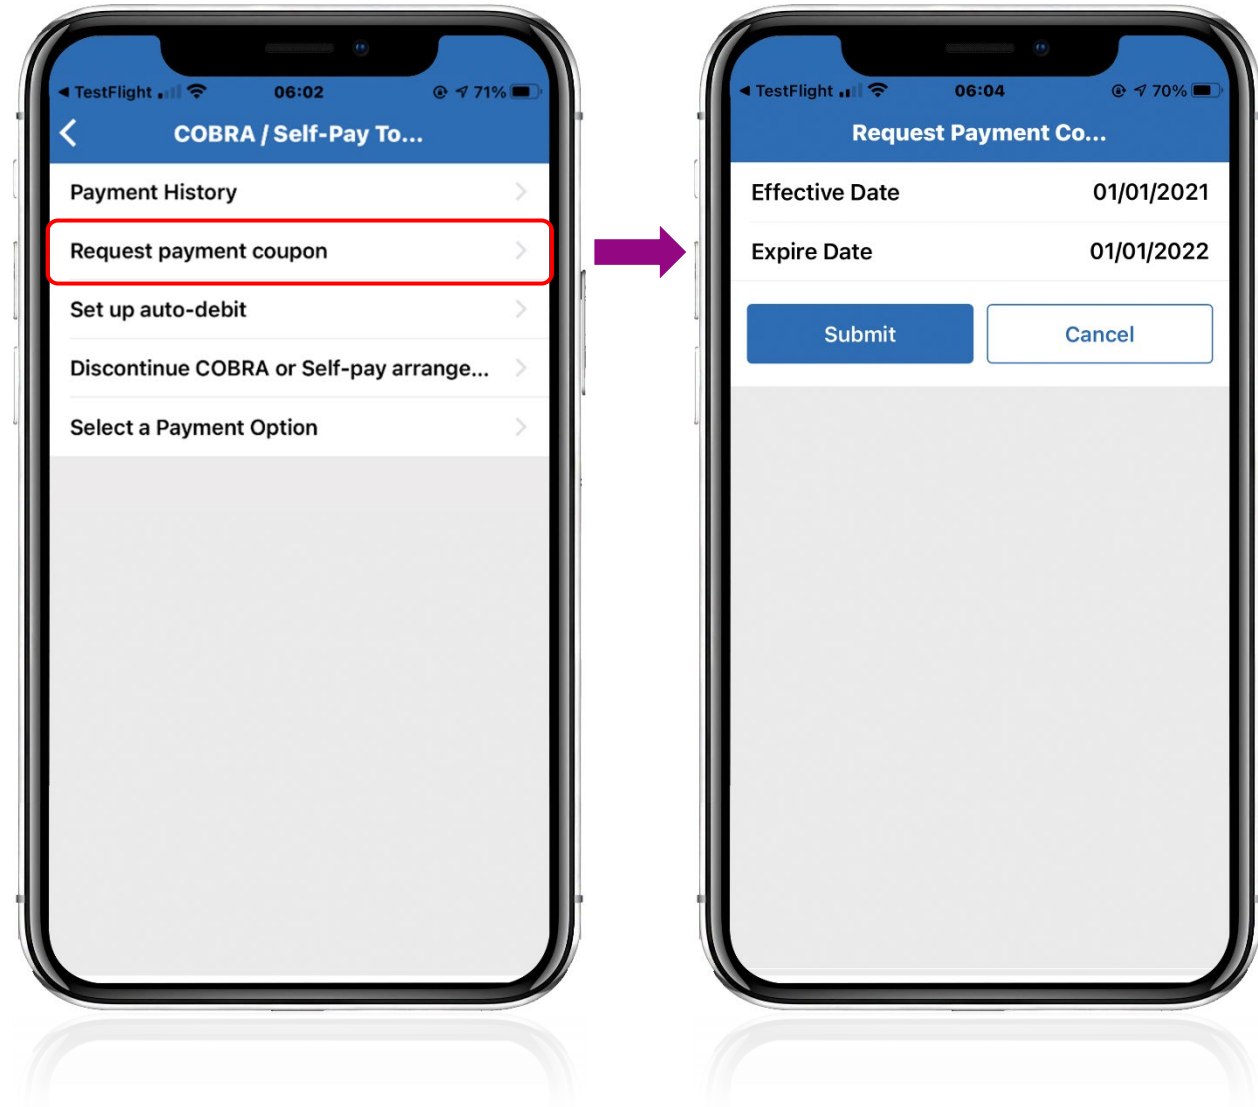 TestFlight 06:02 71%
COBRA / Self-Pay To...
Payment History
Request payment coupon
Set up auto-debit
Discontinue COBRA or Self-pay arrange...
Select a Payment Option
TestFlight 06:04 70%
Request Payment Co...
Effective Date 01/01/2021
Expire Date 01/01/2022
Submit Cancel